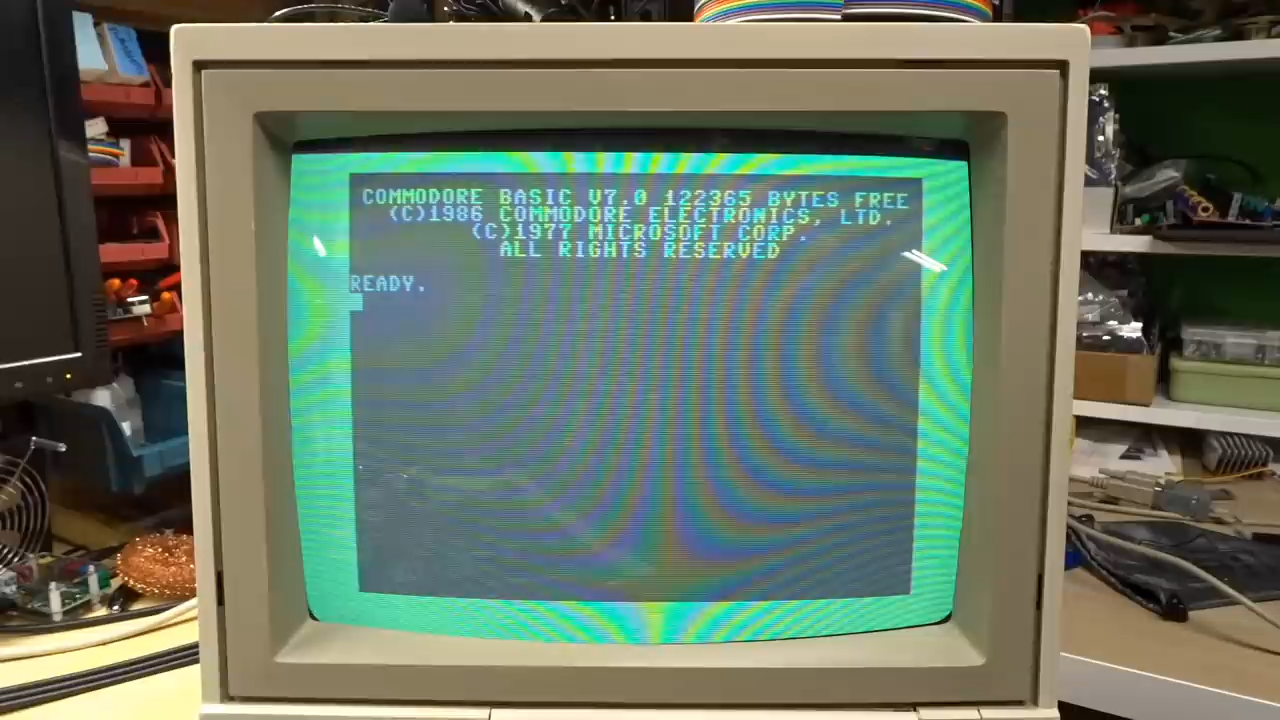 COMMODORE BASIC V7.0 122365 BYTES FREE
(C)1986 COMMODORE ELECTRONICS, LTD.
(C)1977 MICROSOFT CORP.
ALL RIGHTS RESERVED
READY.